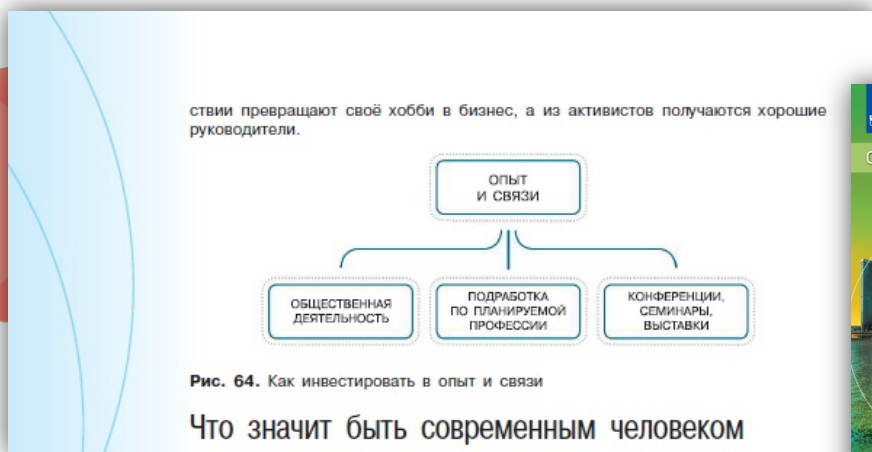 ствии превращают своё хобби в бизнес, а из активистов получаются хорошие
руководители.
ОПЫТ
И СВЯЗИ
ОБЩЕСТВЕННАЯ
ДЕЯТЕЛЬНОСТЬ
ПОДРАБОТКА
ПО ПЛАНИРУЕМОЙ
ПРОФЕССИИ
КОНФЕРЕНЦИИ,
СЕМИНАРЫ,
ВЫСТАВКИ
Рис. 64. Как инвестировать в опыт и связи
Что значит быть современным человеком